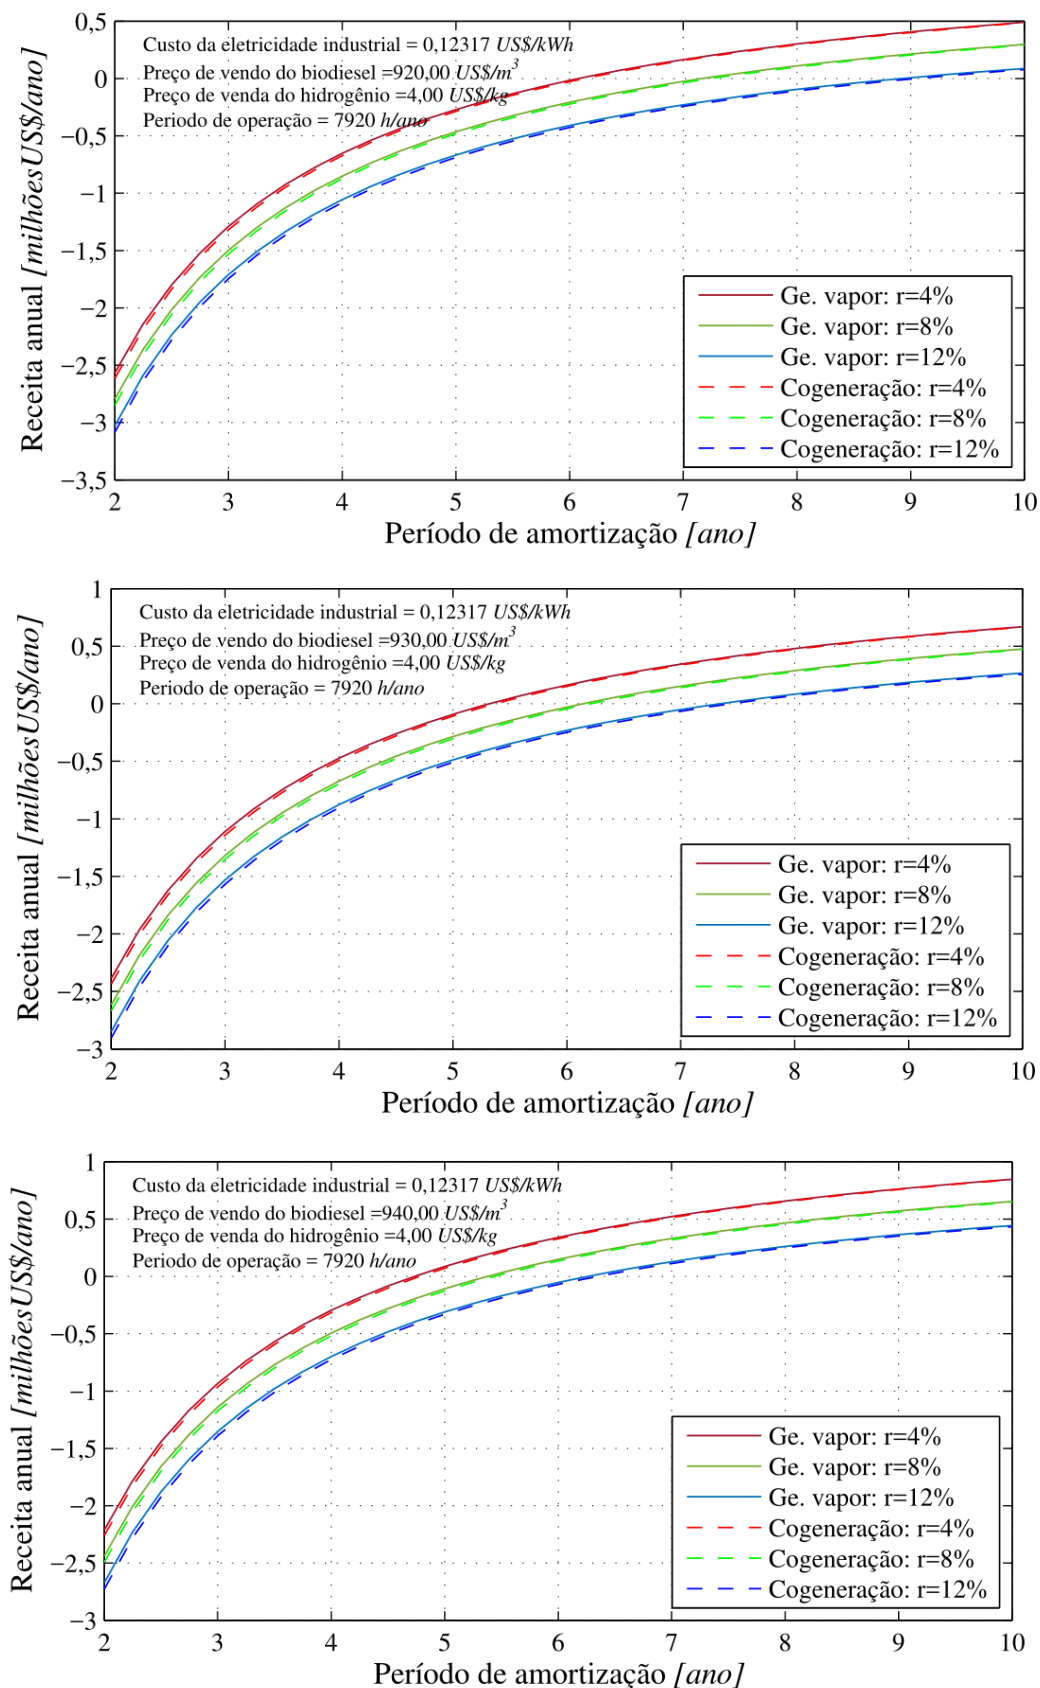 0,5
0
−0,5
−1
−1,5
−2
−2,5
−3
−3,5
Receita anual [milhõesUS$/ano]
Custo da eletricidade industrial = 0,12317 US$/kWh
Preço de vendo do biodiesel =920,00 US$/m³
Preço de venda do hidrogênio =4,00 US$/kg
Periodo de operação = 7920 h/ano
Ge. vapor: r=4%
Ge. vapor: r=8%
Ge. vapor: r=12%
Cogeneração: r=4%
Cogeneração: r=8%
Cogeneração: r=12%
2 3 4 5 6 7 8 9 10
Período de amortização [ano]
1
0.5
0
−0,5
−1
−1.5
−2
−2.5
−3
Receita anual [milhõesUS$/ano]
Custo da eletricidade industrial = 0,12317 US$/kWh
Preço de vendo do biodiesel =930,00 US$/m³
Preço de venda do hidrogênio =4,00 US$/kg
Periodo de operação = 7920 h/ano
Ge. vapor: r=4%
Ge. vapor: r=8%
Ge. vapor: r=12%
Cogeneração: r=4%
Cogeneração: r=8%
Cogeneração: r=12%
2 3 4 5 6 7 8 9 10
Período de amortização [ano]
1
0.5
0
−0,5
−1
−1.5
−2
−2.5
−3
Receita anual [milhõesUS$/ano]
Custo da eletricidade industrial = 0,12317 US$/kWh
Preço de vendo do biodiesel =940,00 US$/m³
Preço de venda do hidrogênio =4,00 US$/kg
Periodo de operação = 7920 h/ano
Ge. vapor: r=4%
Ge. vapor: r=8%
Ge. vapor: r=12%
Cogeneração: r=4%
Cogeneração: r=8%
Cogeneração: r=12%
2 3 4 5 6 7 8 9 10
Período de amortização [ano]